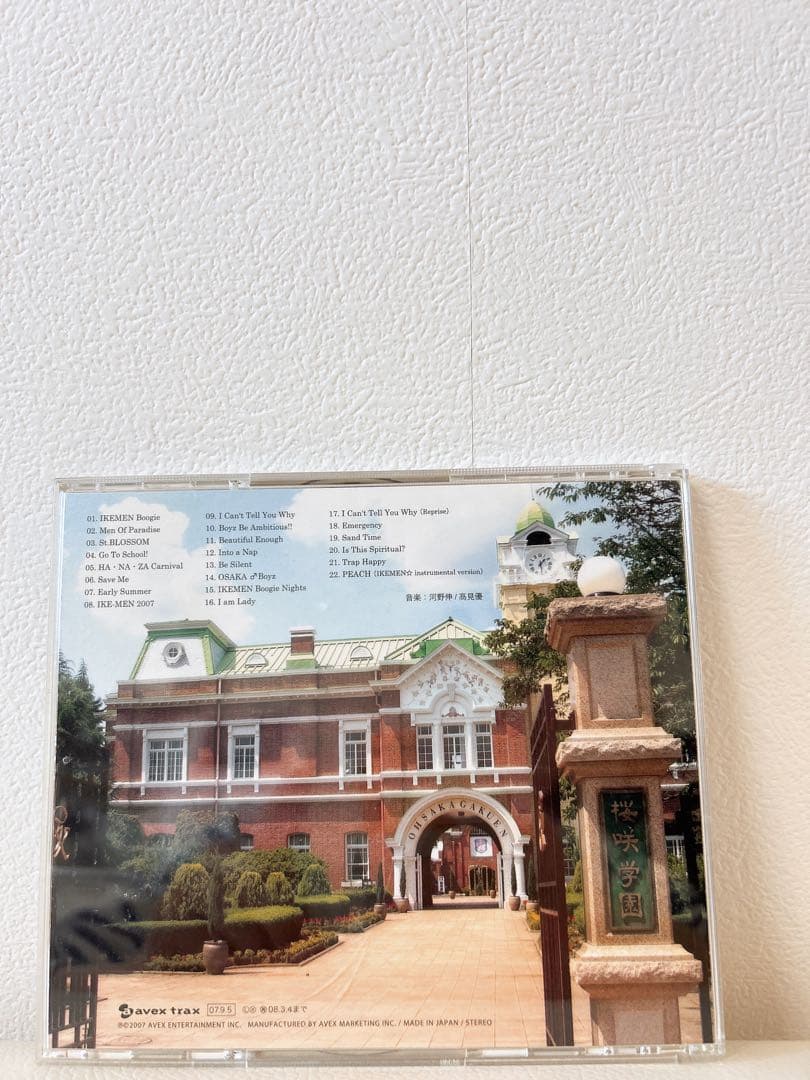 01. IKEMEN Boogie
02. Men Of Paradise
03. St.BLOSSOM
04. Go To School!
05. HA・NA・ZA Carnival
06. Save Me
07. Early Summer
08. IKE-MEN 2007
09. I Can't Tell You Why
10. Boyz Be Ambitious!!
11. Beautiful Enough
12. Into a Nap
13. Be Silent
14. OSAKA♂Boyz
15. IKEMEN Boogie Nights
16. I am Lady
17. I Can't Tell You Why (Reprise)
18. Emergency
19. Sand Time
20. Is This Spiritual?
21. Trap Happy
22. PEACH (IKEMEN☆ instrumental version)
音楽：河野伸 / 高見優
OHSAKA GAKUEN
桜咲学園
avex trax 07.9.5 08.3.4まで
℗©2007 AVEX ENTERTAINMENT INC. MANUFACTURED BY AVEX MARKETING INC. / MADE IN JAPAN / STEREO